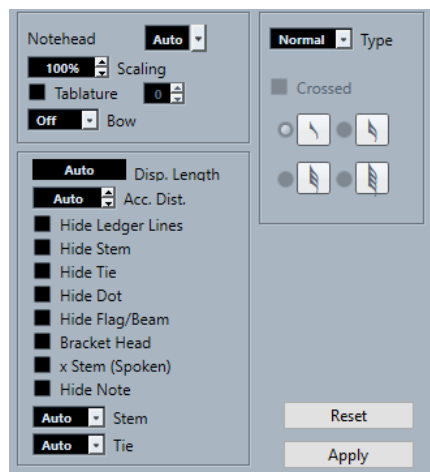 Notehead Auto
100% Scaling
Tablature 0
Off Bow
Auto Disp. Length
Auto Acc. Dist.
Hide Ledger Lines
Hide Stem
Hide Tie
Hide Dot
Hide Flag/Beam
Bracket Head
x Stem (Spoken)
Hide Note
Auto Stem
Auto Tie
Normal Type
Crossed
Reset
Apply